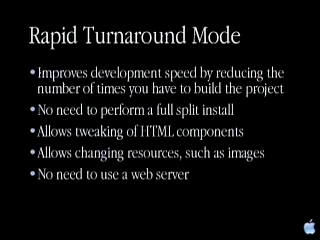 Rapid Turnaround Mode
• Improves development speed by reducing the
number of times you have to build the project
• No need to perform a full split install
• Allows tweaking of HTML components
• Allows changing resources, such as images
• No need to use a web server